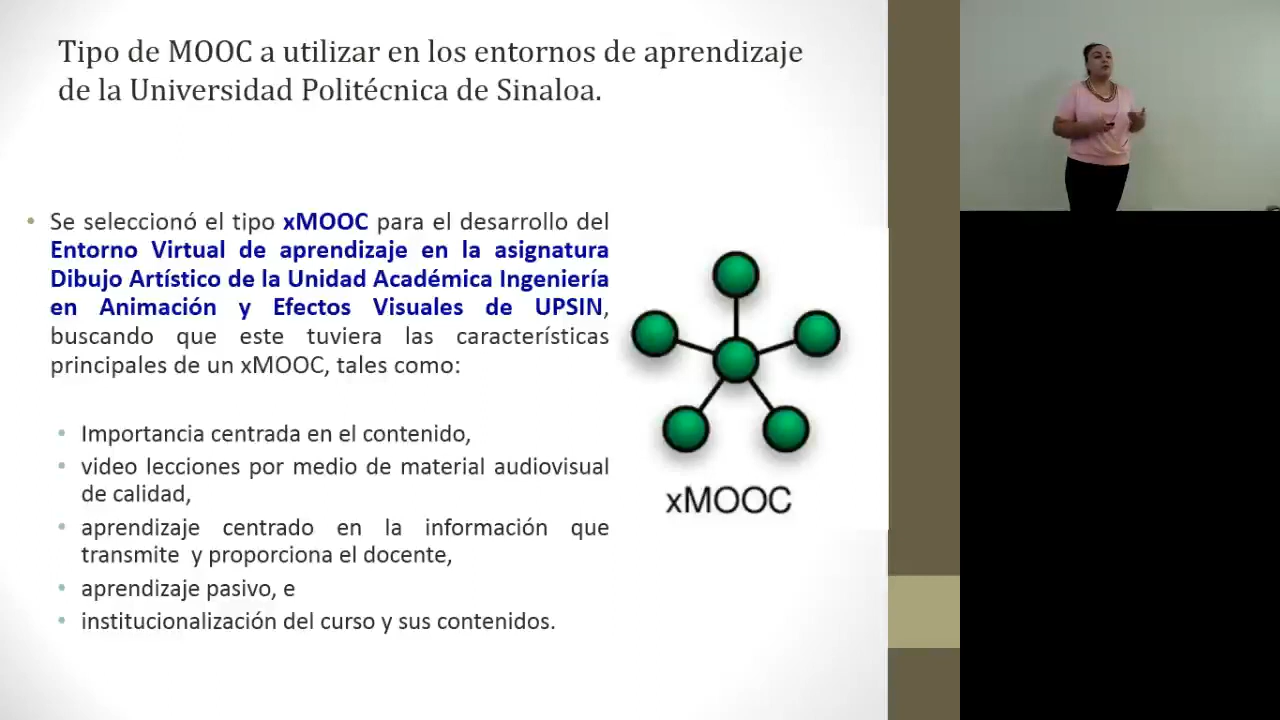 Tipo de MOOC a utilizar en los entornos de aprendizaje
de la Universidad Politécnica de Sinaloa.
Se seleccionó el tipo xMOOC para el desarrollo del
Entorno Virtual de aprendizaje en la asignatura
Dibujo Artístico de la Unidad Académica Ingeniería
en Animación y Efectos Visuales de UPSIN,
buscando que este tuviera las características
principales de un xMOOC, tales como:
Importancia centrada en el contenido,
video lecciones por medio de material audiovisual
de calidad,
aprendizaje centrado en la información que
transmite y proporciona el docente,
aprendizaje pasivo, e
institucionalización del curso y sus contenidos.
xMOOC